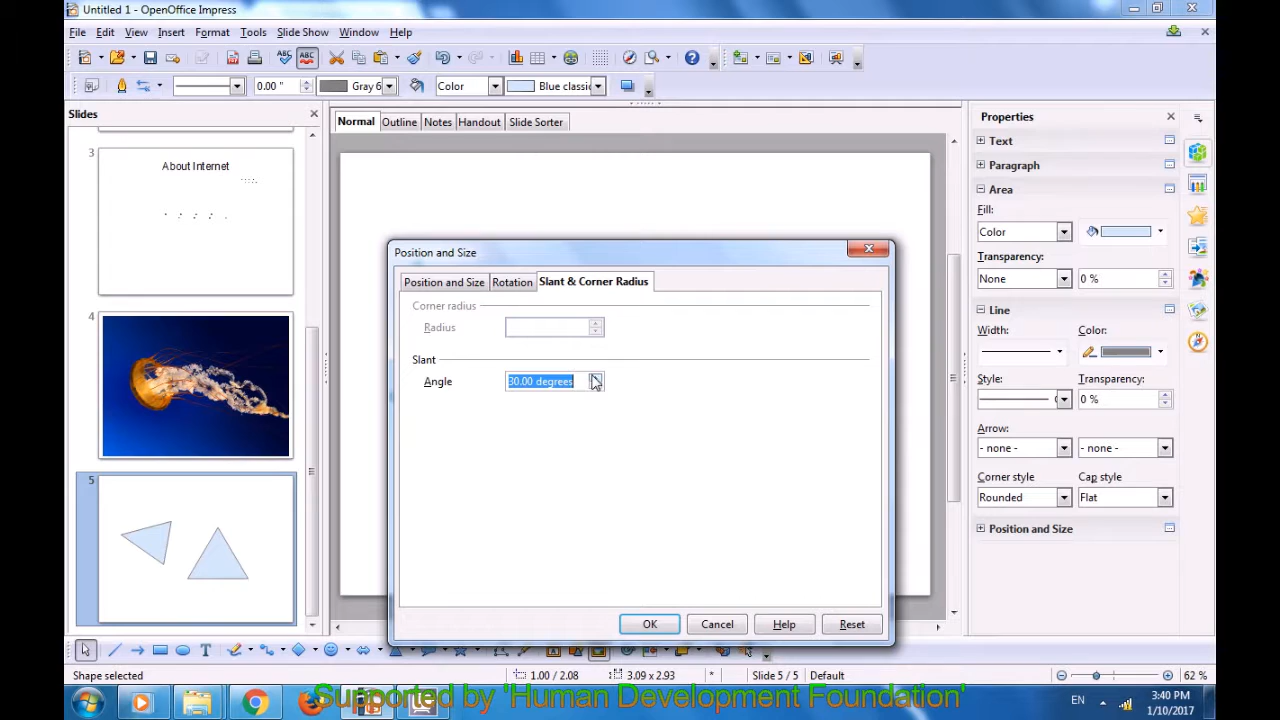 Untitled 1 - OpenOffice Impress
File Edit View Insert Format Tools Slide Show Window Help
0.00 " Gray 6 Color Blue classic
Slides
Normal Outline Notes Handout Slide Sorter
3
About Internet
4
5
Position and Size
Position and Size Rotation Slant & Corner Radius
Corner radius
Radius
Slant
Angle 30.00 degrees
OK Cancel Help Reset
Properties
Text
Paragraph
Area
Fill:
Color
Transparency:
None 0 %
Line
Width: Color:
Style: Transparency:
0 %
Arrow:
- none - - none -
Corner style Cap style
Rounded Flat
Position and Size
Shape selected 1.00 / 2.08 3.09 x 2.93 * Slide 5 / 5 Default 62 %
EN 3:40 PM
1/10/2017
Supported by 'Human Development Foundation'